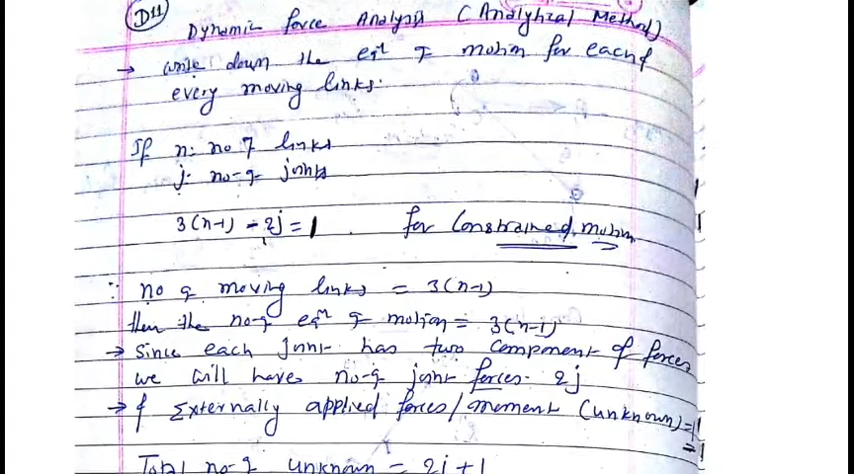 D11
Dynamic force Analysis (Analytical Method)
→ write down the eqn of motion for each &
every moving links.
If n: no of links
j: no-of joints
3(n-1) - 2j = 1 for Constrained motion
∵ no of moving links = 3(n-1)
then the no-of eqn of motion = 3(n-1)
→ Since each joint has two component of forces
we will have no-of joint forces- 2j
→ & Externally applied forces/moment (unknown) = 1
= 1
Total no-of unknown = 2j + 1